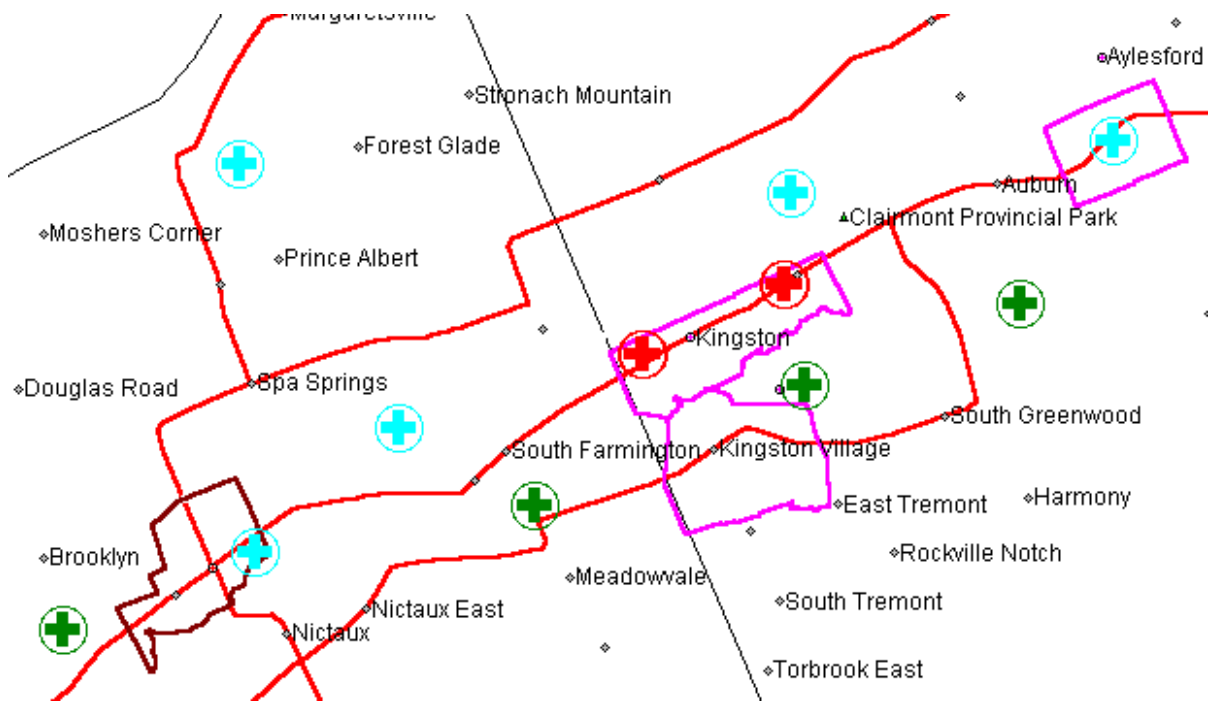 Margaretsville
Aylesford
Stronach Mountain
Forest Glade
Auburn
Clairmont Provincial Park
Moshers Corner
Prince Albert
Kingston
Douglas Road
Spa Springs
South Greenwood
South Farmington
Kingston Village
Harmony
East Tremont
Brooklyn
Rockville Notch
Meadowvale
South Tremont
Nictaux East
Nictaux
Torbrook East